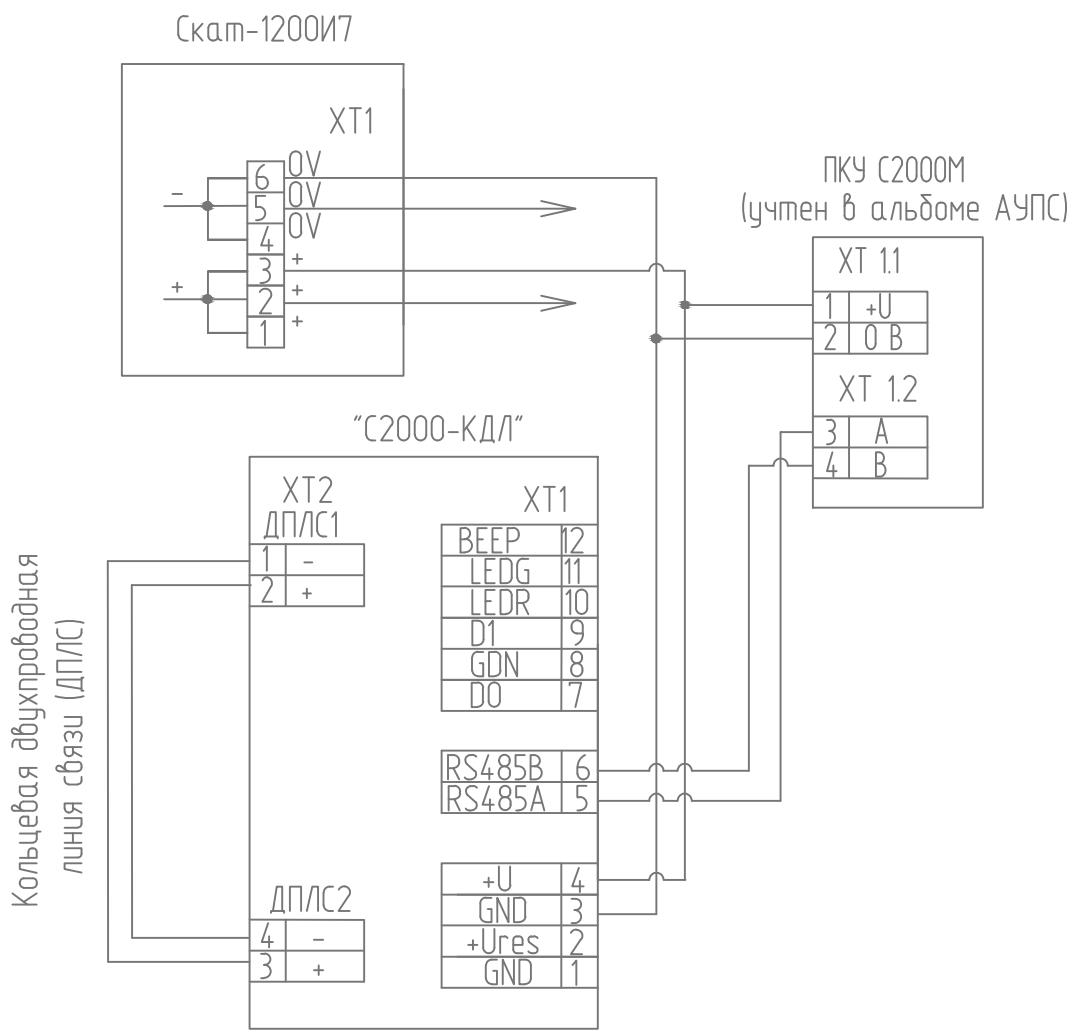 Скат-1200И7
XT1
6 0V
5 0V
4 0V
3 +
2 +
1 +
-
+
ПКУ С2000М
(учтен в альбоме АУПС)
XT 1.1
1 +U
2 0 В
XT 1.2
3 А
4 В
"С2000-КДЛ"
XT2
ДПЛС1
1 -
2 +
XT1
BEEP 12
LEDG 11
LEDR 10
D1 9
GDN 8
D0 7
RS485B 6
RS485A 5
+U 4
GND 3
+Ures 2
GND 1
ДПЛС2
4 -
3 +
Кольцевая двухпроводная
линия связи (ДПЛС)